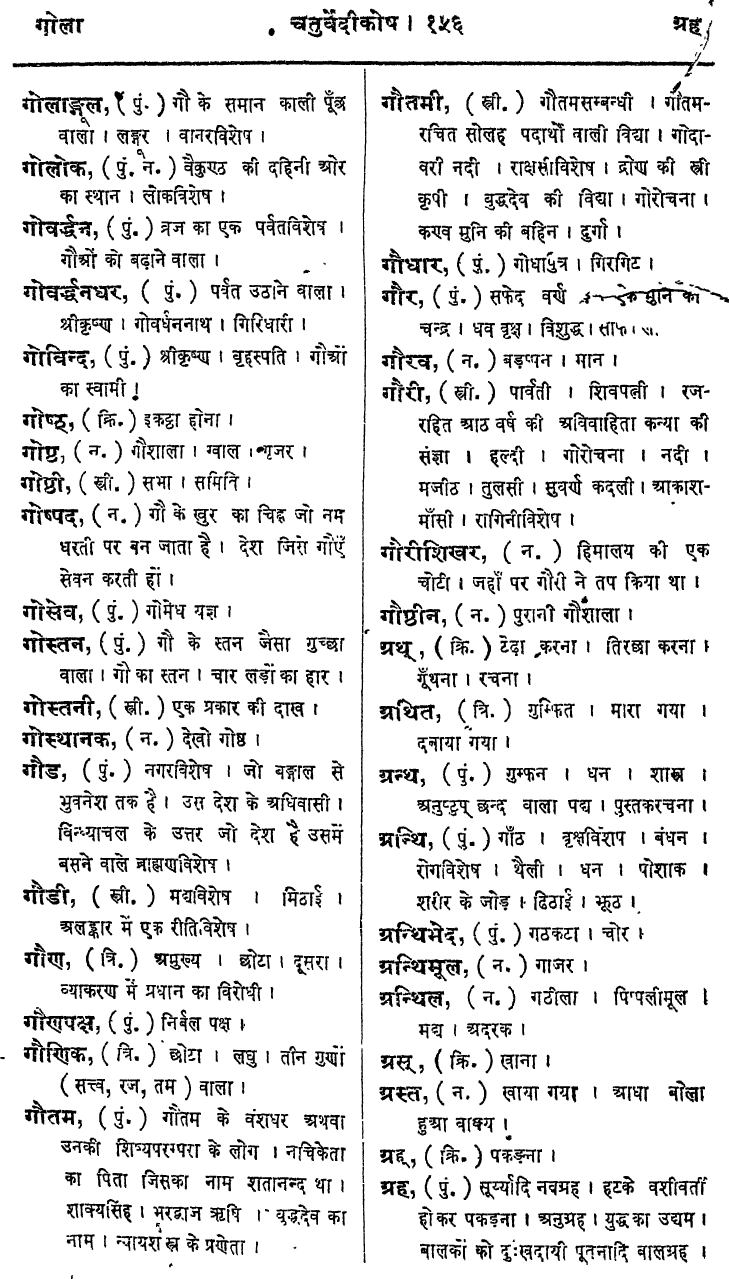 गोला चतुर्वेदीकोष । १५६ ग्रह
गोलाङ्गूल, ( पुं. ) गौ के समान काली पूँछ
वाला । लङ्गूर । वानरविशेष ।
गोलोक, ( पुं. न. ) वैकुण्ठ की दहिनी ओर
का स्थान । लोकविशेष ।
गोवर्द्धन, ( पुं. ) व्रज का एक पर्वतविशेष ।
गौओं को बढ़ाने वाला ।
गोवर्द्धनधर, ( पुं. ) पर्वत उठाने वाला ।
श्रीकृष्ण । गोवर्धननाथ । गिरिधारी ।
गोविन्द, ( पुं. ) श्रीकृष्ण । बृहस्पति । गौओं
का स्वामी ।
गोष्ठ्, ( क्रि. ) इकट्ठा होना ।
गोष्ठ, ( न. ) गौशाला । ग्वाल । गूजर ।
गोष्ठी, ( स्त्री. ) सभा । समिति ।
गोष्पद, ( न. ) गौ के खुर का चिह्न जो नम
धरती पर बन जाता है । देश जिसे गौएँ
सेवन करती हों ।
गोसेव, ( पुं. ) गोमेध यज्ञ ।
गोस्तन, ( पुं. ) गौ के स्तन जैसा गुच्छा
वाला । गौ का स्तन । चार लड़ों का हार ।
गोस्तनी, ( स्त्री. ) एक प्रकार की दाख ।
गोस्थानक, ( न. ) देखो गोष्ठ ।
गौड, ( पुं. ) नगरविशेष । जो बङ्गाल से
भुवनेश तक है । उस देश के अधिवासी ।
विन्ध्याचल के उत्तर जो देश है उसमें
बसने वाले ब्राह्मणविशेष ।
गौडी, ( स्त्री. ) मद्यविशेष । मिठाई ।
अलङ्कार में एक रीतिविशेष ।
गौण, ( त्रि. ) अमुख्य । छोटा । दूसरा ।
व्याकरण में प्रधान का विरोधी ।
गौणपक्ष, ( पुं. ) निर्बल पक्ष ।
गौणिक, ( त्रि. ) छोटा । लघु । तीन गुणों
( सत्त्व, रज, तम ) वाला ।
गौतम, ( पुं. ) गौतम के वंशधर अथवा
उनकी शिष्यपरम्परा के लोग । नचिकेता
का पिता जिसका नाम शतानन्द था ।
शाक्यसिंह । भरद्वाज ऋषि । बुद्धदेव का
नाम । न्यायशास्त्र के प्रणेता ।
गौतमी, ( स्त्री. ) गौतमसम्बन्धी । गौतम-
रचित सोलह पदार्थों वाली विद्या । गोदा-
वरी नदी । राक्षसीविशेष । द्रोण की स्त्री
कृपी । बुद्धदेव की विद्या । गोरोचना ।
कण्व मुनि की बहिन । दुर्गा ।
गौधार, ( पुं. ) गोधापुत्र । गिरगिट ।
गौर, ( पुं. ) सफेद वर्ण एक मुनि का
चन्द्र । धव वृक्ष । विशुद्ध ।
गौरव, ( न. ) बड़प्पन । मान ।
गौरी, ( स्त्री. ) पार्वती । शिवपत्नी । रज-
रहित आठ वर्ष की अविवाहिता कन्या की
संज्ञा । हल्दी । गोरोचना । नदी ।
मजीठ । तुलसी । सुवर्ण कदली । आकाश-
माँसी । रागिनीविशेष ।
गौरीशिखर, ( न. ) हिमालय की एक
चोटी । जहाँ पर गौरी ने तप किया था ।
गौष्ठीन, ( न. ) पुरानी गौशाला ।
ग्रथ्, ( क्रि. ) टेढ़ा करना । तिरछा करना ।
गूँथना । रचना ।
ग्रथित, ( त्रि. ) गुम्फित । मारा गया ।
दबाया गया ।
ग्रन्थ, ( पुं. ) गुम्फन । धन । शास्त्र ।
अनुष्टुप् छन्द वाला पद्य । पुस्तकरचना ।
ग्रन्थि, ( पुं. ) गाँठ । वृक्षविशेष । बंधन ।
रोगविशेष । थैली । धन । पोशाक ।
शरीर के जोड़ । ढिठाई । झूठ ।
ग्रन्थिभेद, ( पुं. ) गठकटा । चोर ।
ग्रन्थिमूल, ( न. ) गाजर ।
ग्रन्थिल, ( न. ) गठीला । पिप्पलीमूल ।
मद्य । अदरक ।
ग्रस्, ( क्रि. ) खाना ।
ग्रस्त, ( न. ) खाया गया । आधा बोला
हुआ वाक्य ।
ग्रह्, ( क्रि. ) पकड़ना ।
ग्रह, ( पुं. ) सूर्य्यादि नवग्रह । हटके वशीवर्ती
होकर पकड़ना । अनुग्रह । युद्ध का उद्यम ।
बालकों को दुःखदायी पूतनादि बालग्रह ।